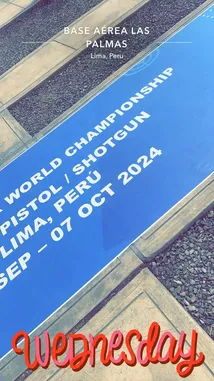 BASE AÉREA LAS
PALMAS
Lima, Peru
WORLD CHAMPIONSHIP
PISTOL / SHOTGUN
LIMA, PERÚ
SEP – 07 OCT 2024
Wednesday